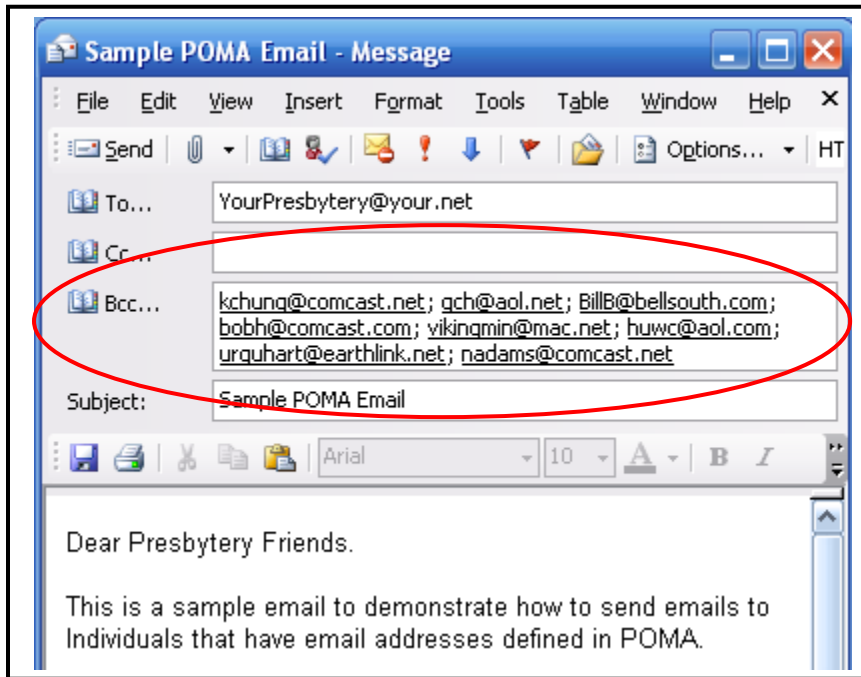 Sample POMA Email - Message
File Edit View Insert Format Tools Table Window Help
Send Options... HT
To... YourPresbytery@your.net
Cc...
Bcc... kchung@comcast.net; gch@aol.net; BillB@bellsouth.com;
bobh@comcast.com; vikingmin@mac.net; huwc@aol.com;
urquhart@earthlink.net; nadams@comcast.net
Subject: Sample POMA Email
Arial 10 A B I
Dear Presbytery Friends.
This is a sample email to demonstrate how to send emails to
Individuals that have email addresses defined in POMA.